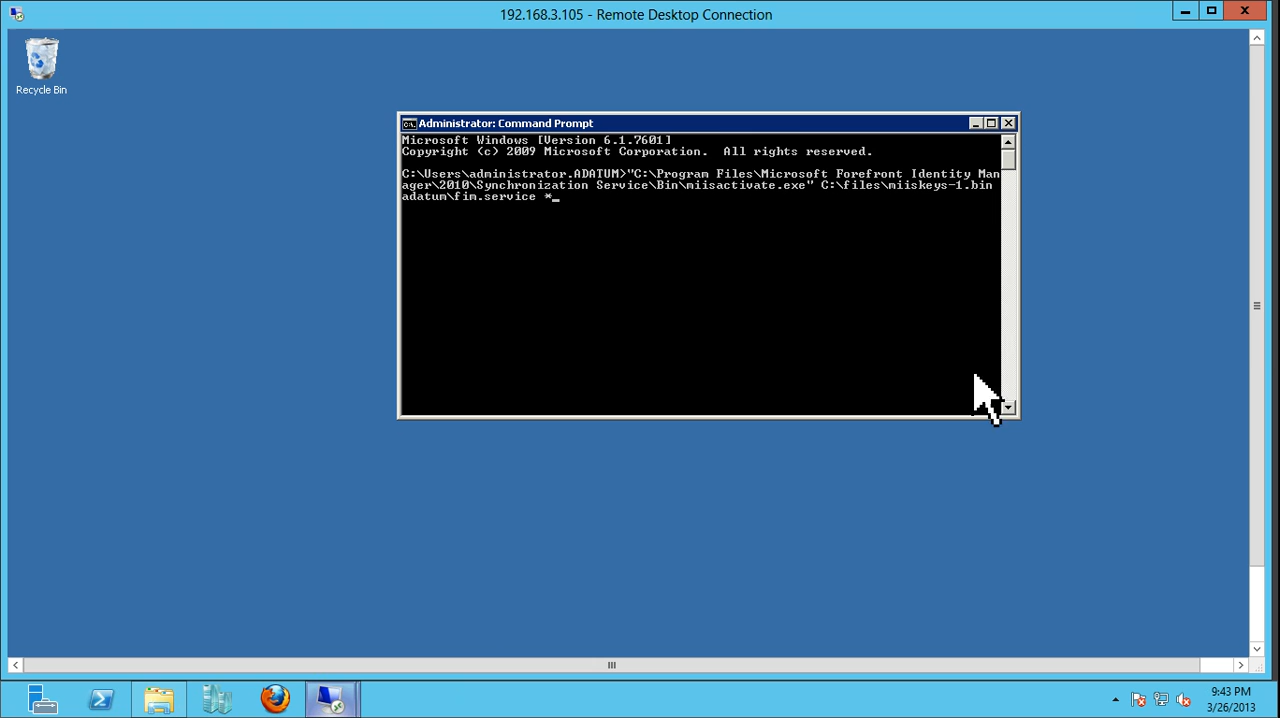 192.168.3.105 - Remote Desktop Connection
Recycle Bin
Administrator: Command Prompt
Microsoft Windows [Version 6.1.7601]
Copyright (c) 2009 Microsoft Corporation.  All rights reserved.
C:\Users\administrator.ADATUM>"C:\Program Files\Microsoft Forefront Identity Man
ager\2010\Synchronization Service\Bin\miisactivate.exe" C:\files\miiskeys-1.bin
adatum\fim.service *_
9:43 PM
3/26/2013